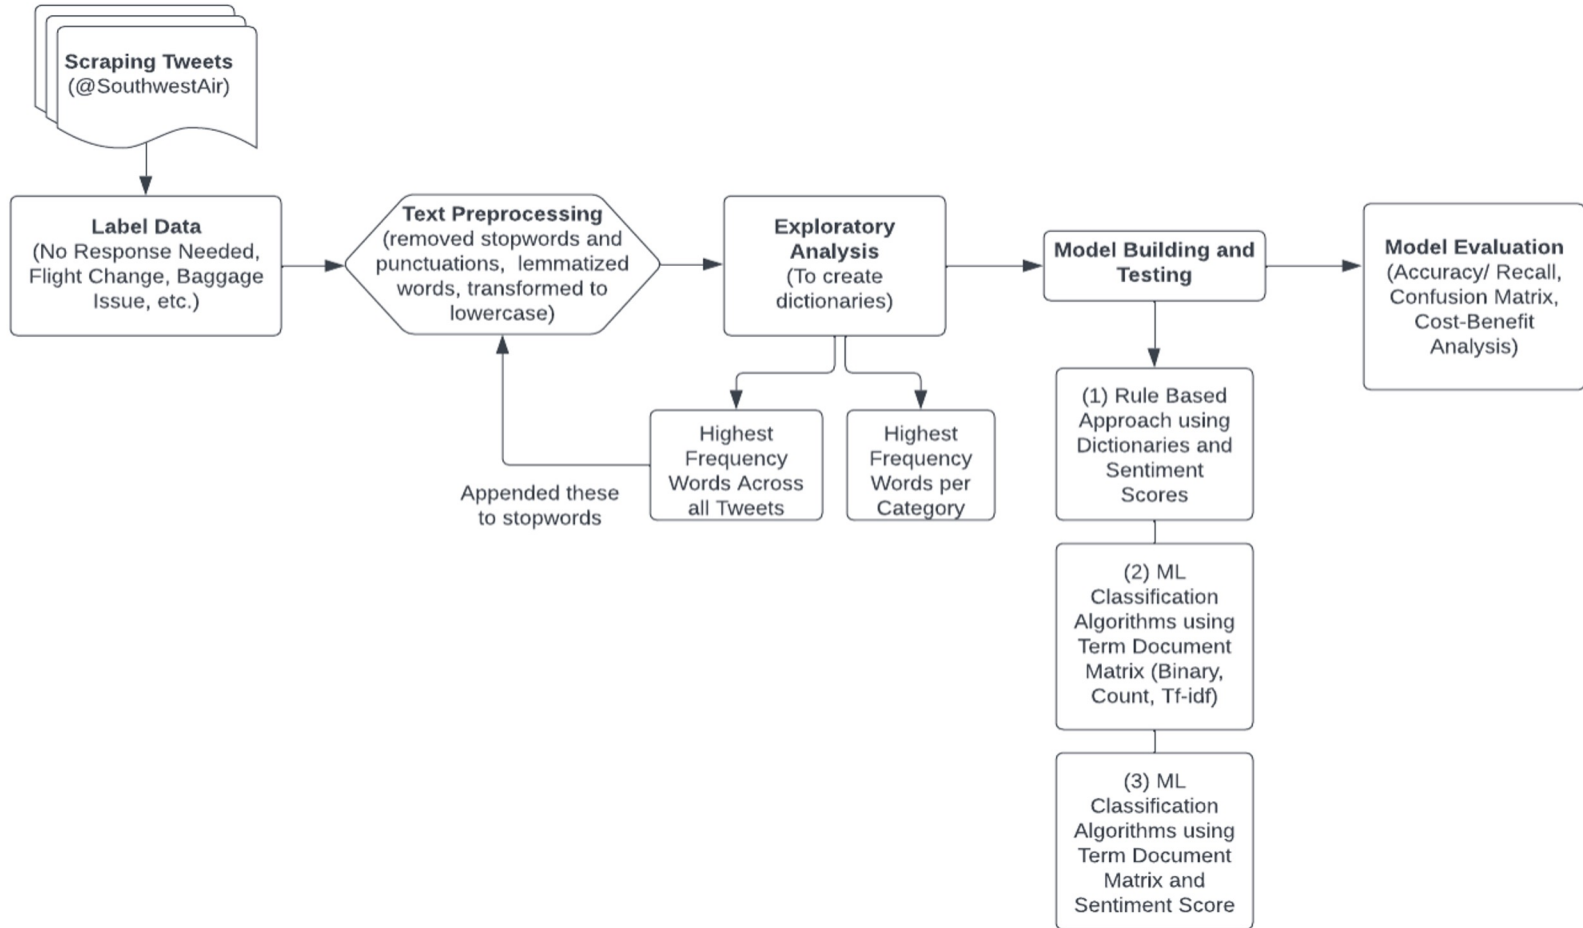 Scraping Tweets
(@SouthwestAir)
Label Data
(No Response Needed,
Flight Change, Baggage
Issue, etc.)
Text Preprocessing
(removed stopwords and
punctuations, lemmatized
words, transformed to
lowercase)
Exploratory
Analysis
(To create
dictionaries)
Model Building and
Testing
Model Evaluation
(Accuracy/ Recall,
Confusion Matrix,
Cost-Benefit
Analysis)
Appended these
to stopwords
Highest
Frequency
Words Across
all Tweets
Highest
Frequency
Words per
Category
(1) Rule Based
Approach using
Dictionaries and
Sentiment
Scores
(2) ML
Classification
Algorithms using
Term Document
Matrix (Binary,
Count, Tf-idf)
(3) ML
Classification
Algorithms using
Term Document
Matrix and
Sentiment Score